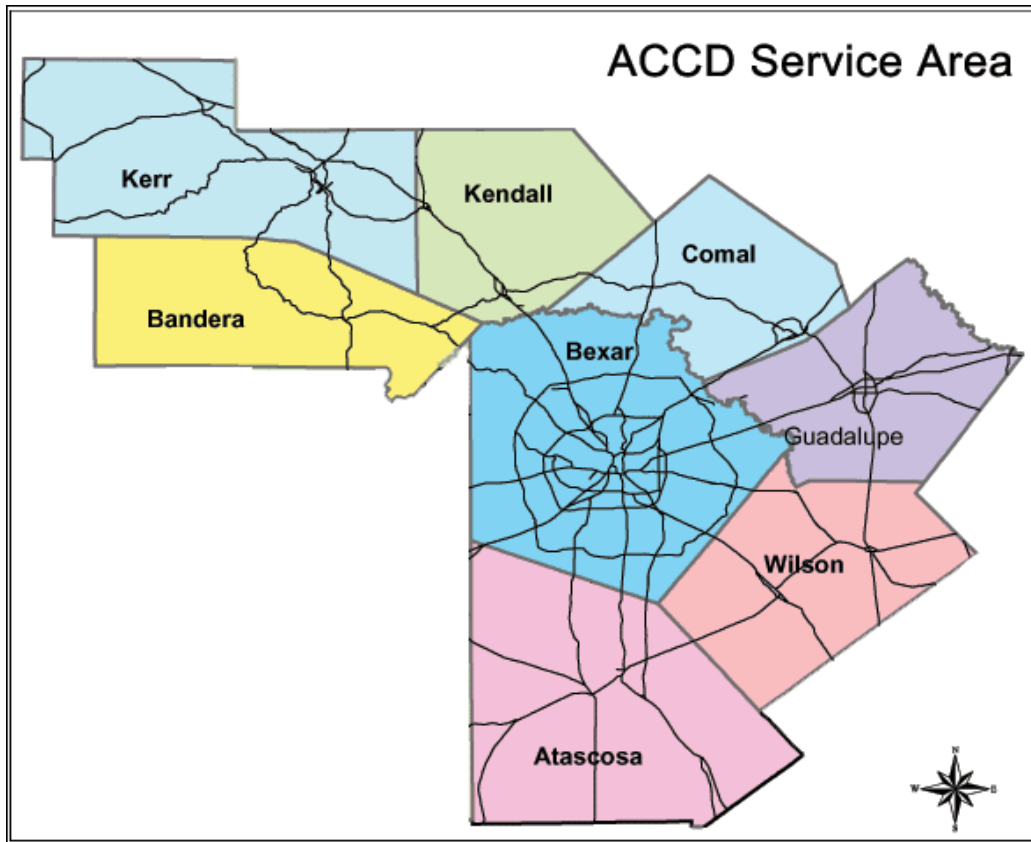 ACCD Service Area
Kerr
Kendall
Comal
Bandera
Bexar
Guadalupe
Wilson
Atascosa
N
W
E
S